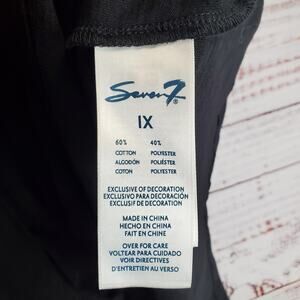 Seven7®
IX
60% 40%
COTTON POLYESTER
ALGODÓN POLIÉSTER
COTON POLYESTER
EXCLUSIVE OF DECORATION
EXCLUSIVO PARA DECORACIÓN
EXCLUSIF DE DÉCORATION
MADE IN CHINA
HECHO EN CHINA
FAIT EN CHINE
OVER FOR CARE
VOLTEAR PARA CUIDADO
VOIR DIRECTIVES
D'ENTRETIEN AU VERSO